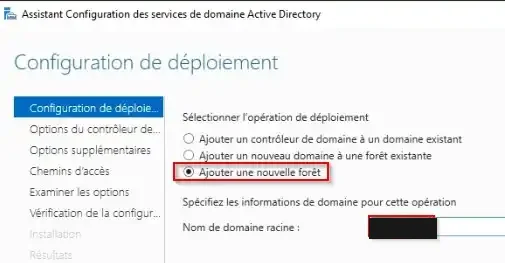 Assistant Configuration des services de domaine Active Directory
Configuration de déploiement
Configuration de déploie...
Options du contrôleur de...
Options supplémentaires
Chemins d'accès
Examiner les options
Vérification de la configur...
Installation
Résultats
Sélectionner l'opération de déploiement
Ajouter un contrôleur de domaine à un domaine existant
Ajouter un nouveau domaine à une forêt existante
Ajouter une nouvelle forêt
Spécifiez les informations de domaine pour cette opération
Nom de domaine racine :